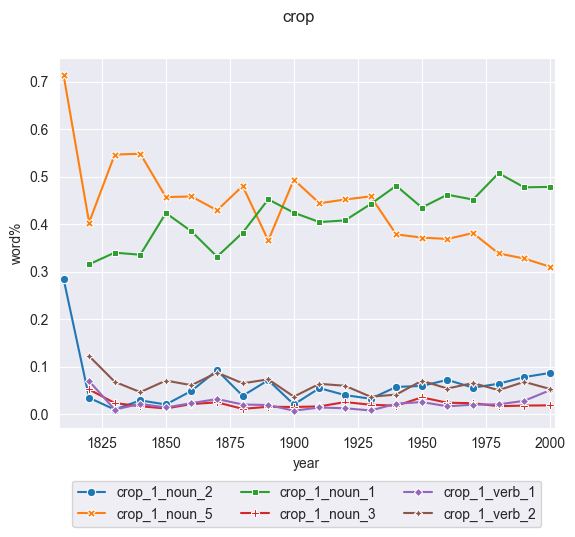 crop
0.7
0.6
0.5
0.4
0.3
0.2
0.1
0.0
word%
1825 1850 1875 1900 1925 1950 1975 2000
year
crop_1_noun_2 crop_1_noun_1 crop_1_verb_1
crop_1_noun_5 crop_1_noun_3 crop_1_verb_2